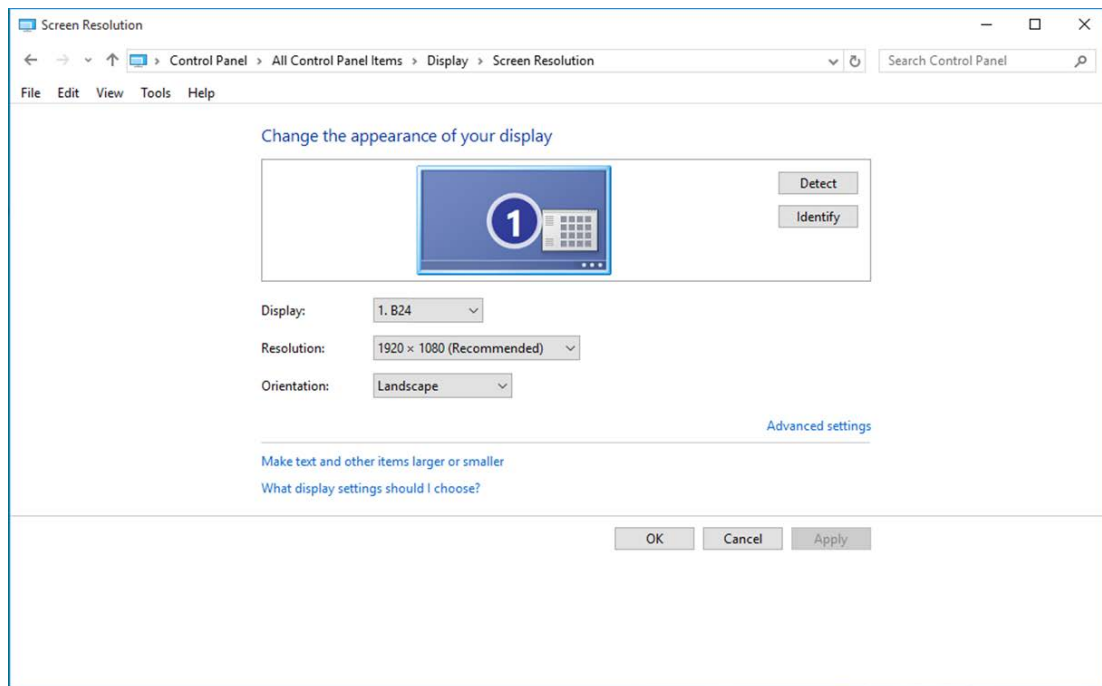 Screen Resolution
Control Panel > All Control Panel Items > Display > Screen Resolution
Search Control Panel
File Edit View Tools Help
Change the appearance of your display
1
Detect
Identify
Display: 1. B24
Resolution: 1920 × 1080 (Recommended)
Orientation: Landscape
Advanced settings
Make text and other items larger or smaller
What display settings should I choose?
OK Cancel Apply